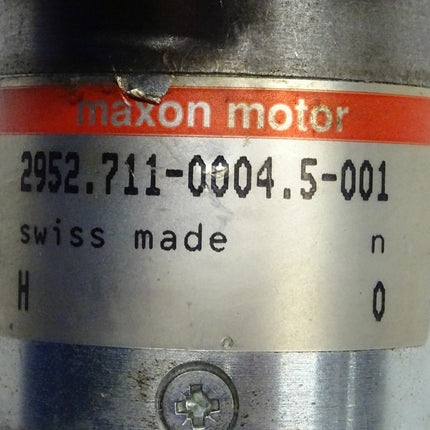 maxon motor
2952.711-0004.5-001
swiss made n
H 0